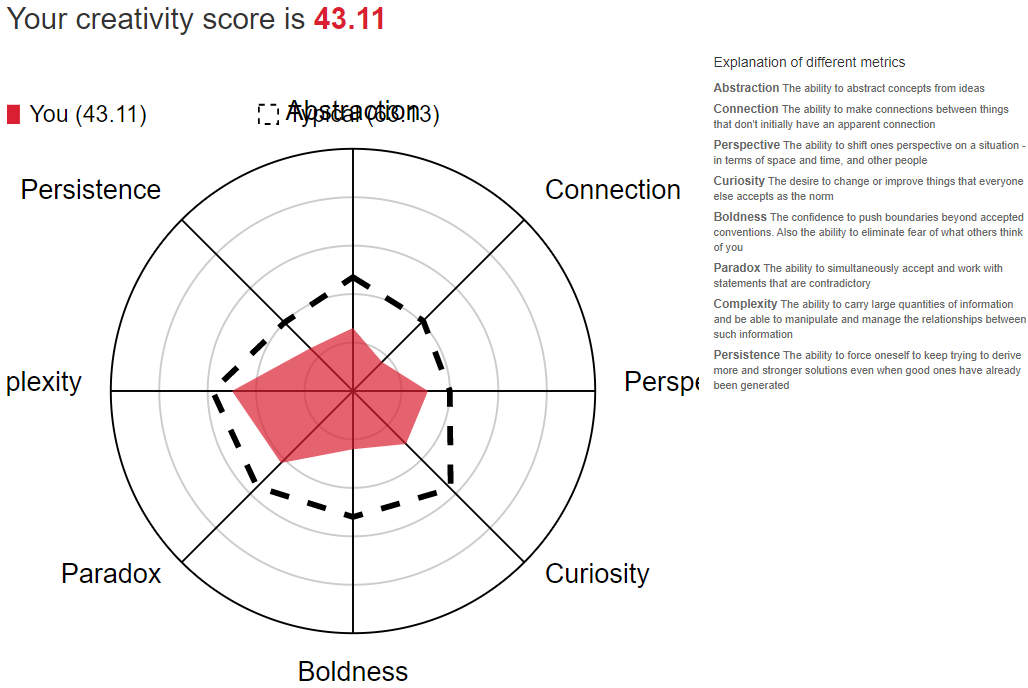 Your creativity score is 43.11
You (43.11)
Typical (63.13)
Abstraction
Connection
Perspe
Curiosity
Boldness
Paradox
plexity
Persistence
Explanation of different metrics
Abstraction The ability to abstract concepts from ideas
Connection The ability to make connections between things
that don't initially have an apparent connection
Perspective The ability to shift ones perspective on a situation -
in terms of space and time, and other people
Curiosity The desire to change or improve things that everyone
else accepts as the norm
Boldness The confidence to push boundaries beyond accepted
conventions. Also the ability to eliminate fear of what others think
of you
Paradox The ability to simultaneously accept and work with
statements that are contradictory
Complexity The ability to carry large quantities of information
and be able to manipulate and manage the relationships between
such information
Persistence The ability to force oneself to keep trying to derive
more and stronger solutions even when good ones have already
been generated